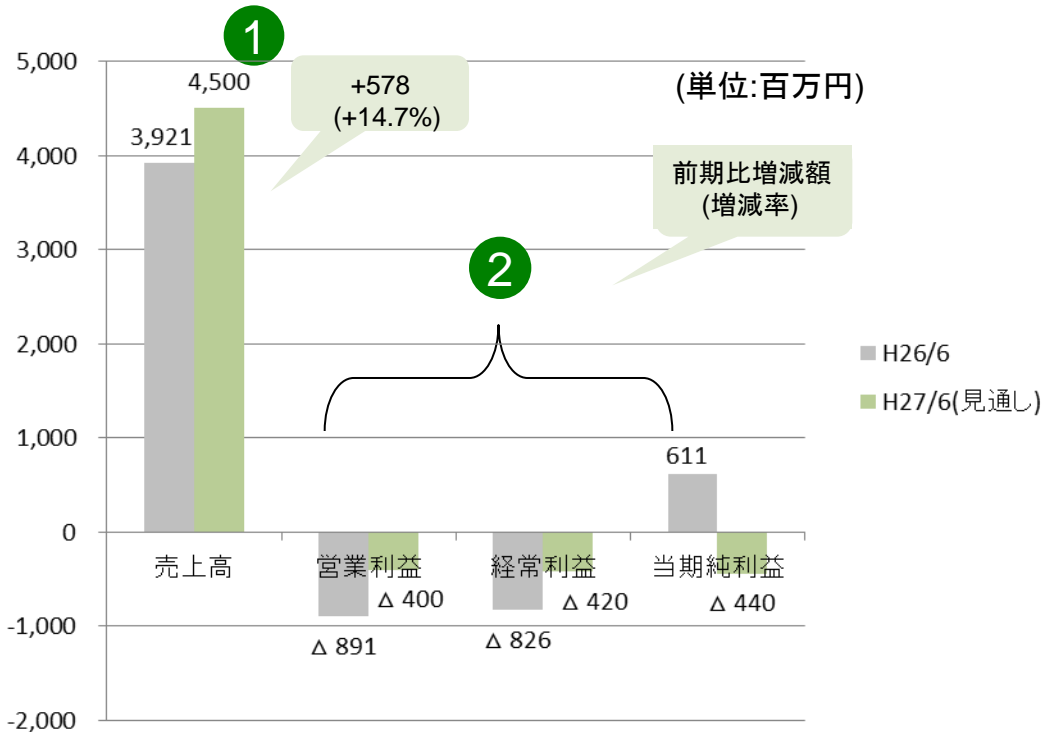 1
5,000
4,500
+578
(+14.7%)
(単位:百万円)
3,921
4,000
前期比増減額
(増減率)
3,000
2
2,000
H26/6
H27/6(見通し)
1,000
611
0
売上高
営業利益
経常利益
当期純利益
Δ 400
Δ 420
Δ 440
-1,000
Δ 891
Δ 826
-2,000